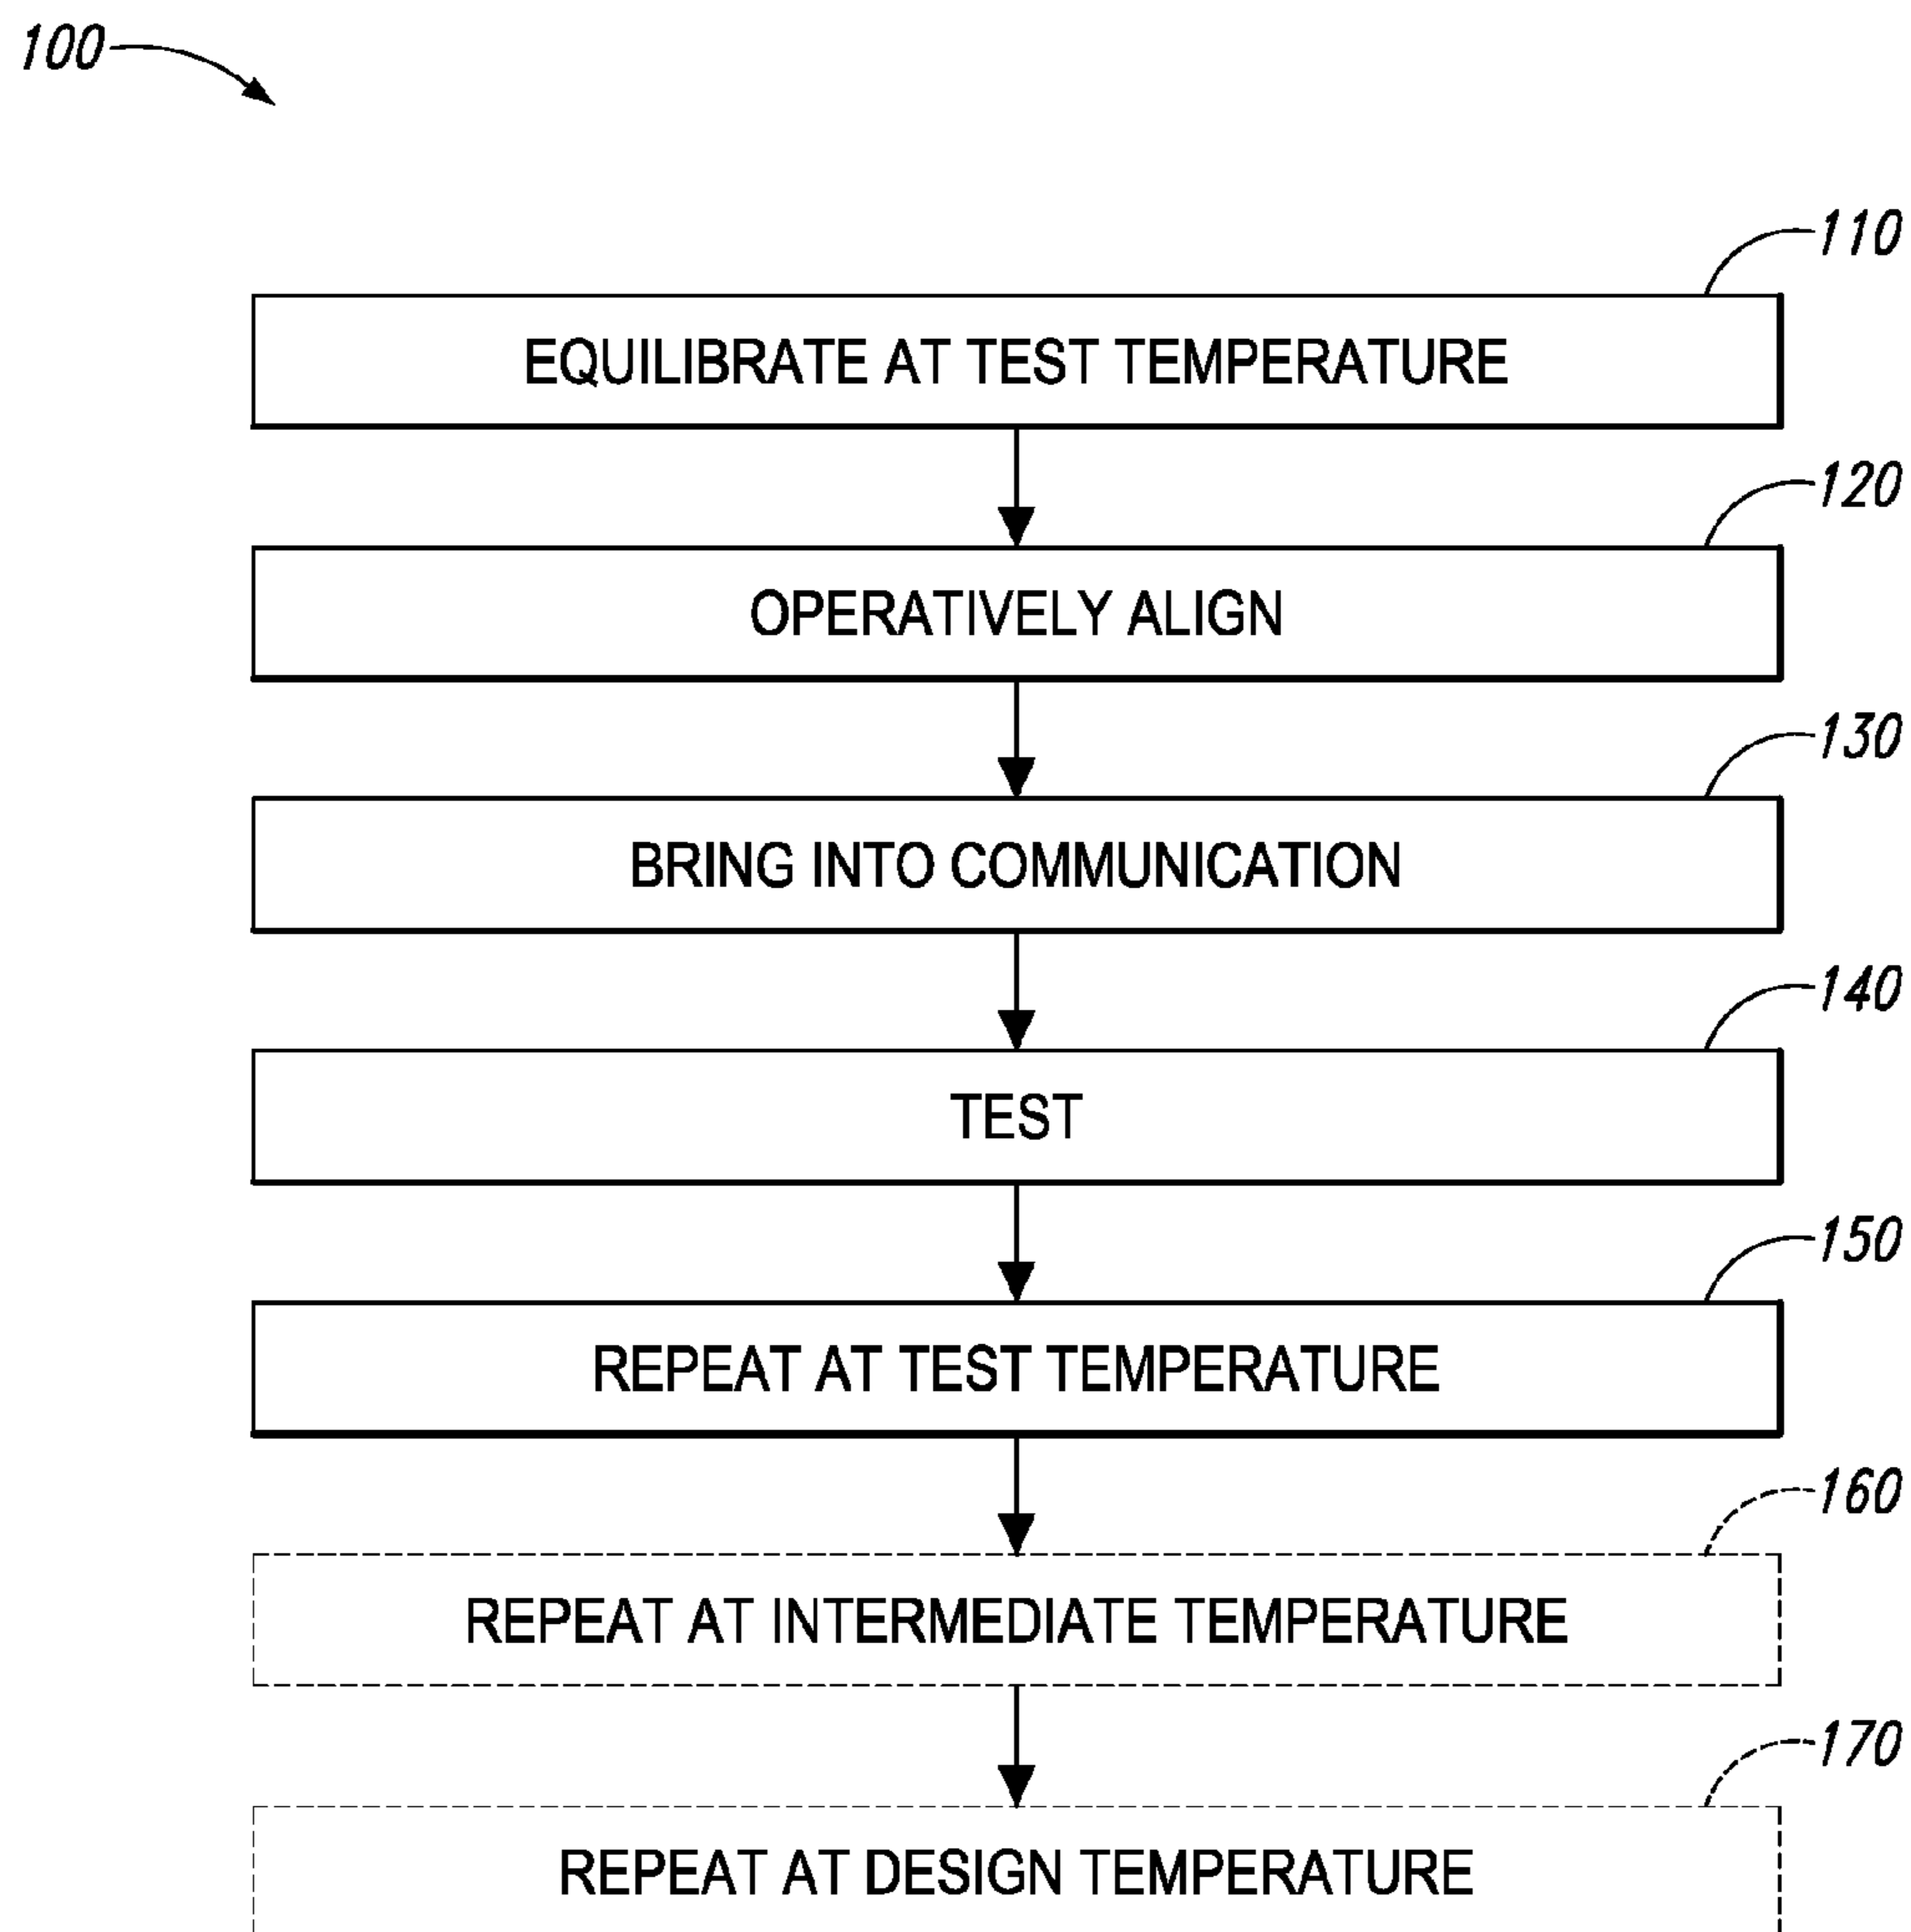 100
110
EQUILIBRATE AT TEST TEMPERATURE
120
OPERATIVELY ALIGN
130
BRING INTO COMMUNICATION
140
TEST
150
REPEAT AT TEST TEMPERATURE
160
REPEAT AT INTERMEDIATE TEMPERATURE
170
REPEAT AT DESIGN TEMPERATURE